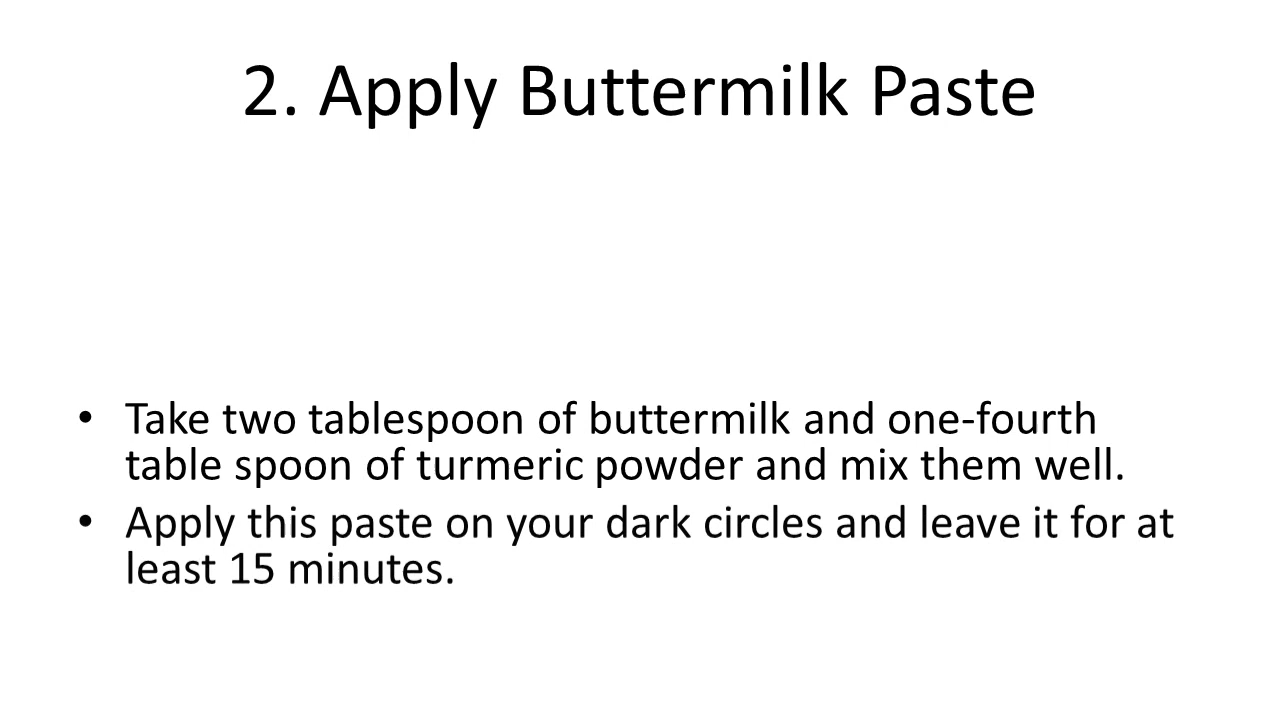 2. Apply Buttermilk Paste
• Take two tablespoon of buttermilk and one-fourth
table spoon of turmeric powder and mix them well.
• Apply this paste on your dark circles and leave it for at
least 15 minutes.